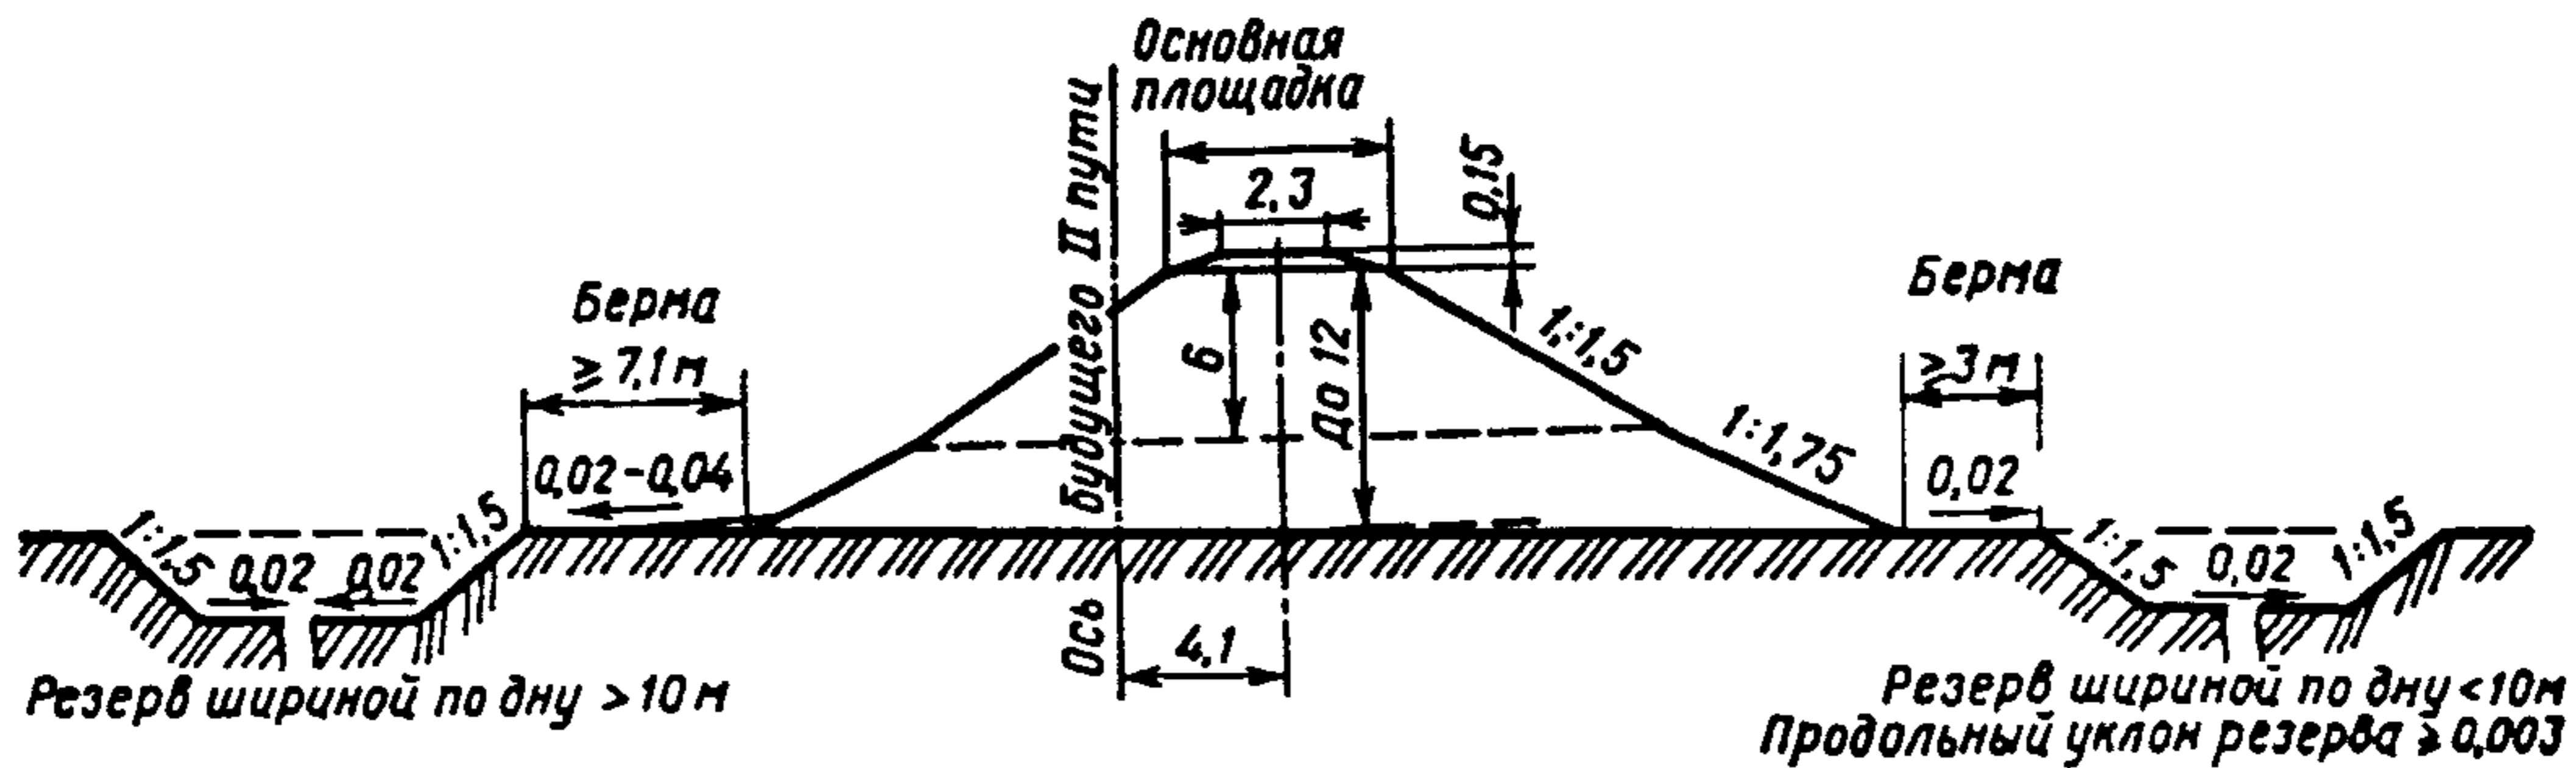 Основная
площадка
2,3
0,15
Ось будущего II пути
Берма
≥ 7,1 м
0,02-0,04
6
До 12
1:1,5
1:1,75
Берма
≥3 м
0,02
1:1,5
0,02
0,02
1:1,5
1:1,5
0,02
1:1,5
4,1
Резерв шириной по дну > 10 м
Резерв шириной по дну < 10м
Продольный уклон резерва ≥ 0,003